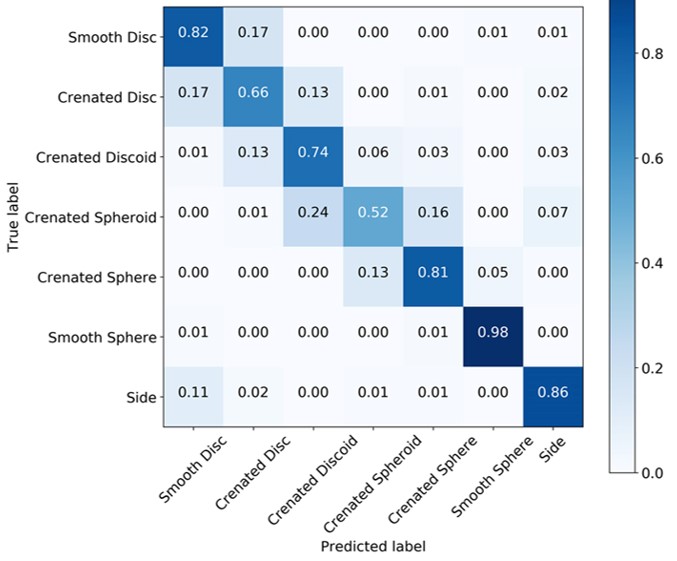 Smooth Disc 0.82 0.17 0.00 0.00 0.00 0.01 0.01
Crenated Disc 0.17 0.66 0.13 0.00 0.01 0.00 0.02
Crenated Discoid 0.01 0.13 0.74 0.06 0.03 0.00 0.03
Crenated Spheroid 0.00 0.01 0.24 0.52 0.16 0.00 0.07
Crenated Sphere 0.00 0.00 0.00 0.13 0.81 0.05 0.00
Smooth Sphere 0.01 0.00 0.00 0.00 0.01 0.98 0.00
Side 0.11 0.02 0.00 0.01 0.01 0.00 0.86
True label
Smooth Disc
Crenated Disc
Crenated Discoid
Crenated Spheroid
Crenated Sphere
Smooth Sphere
Side
Predicted label
0.8
0.6
0.4
0.2
0.0